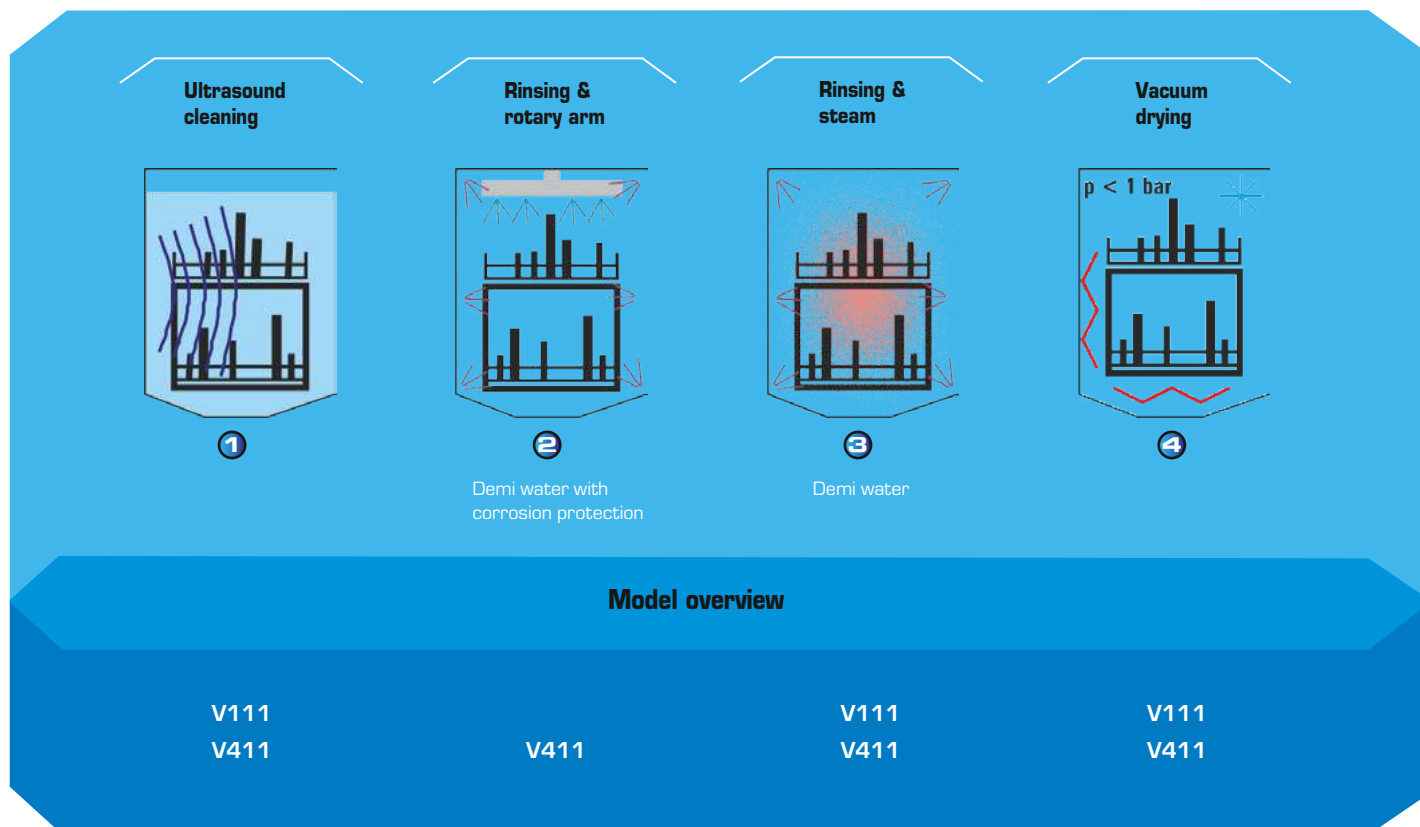 Ultrasound
cleaning
Rinsing &
rotary arm
Rinsing &
steam
Vacuum
drying
p < 1 bar
1
2
3
4
Demi water with
corrosion protection
Demi water
Model overview
V111
V111
V111
V411
V411
V411
V411